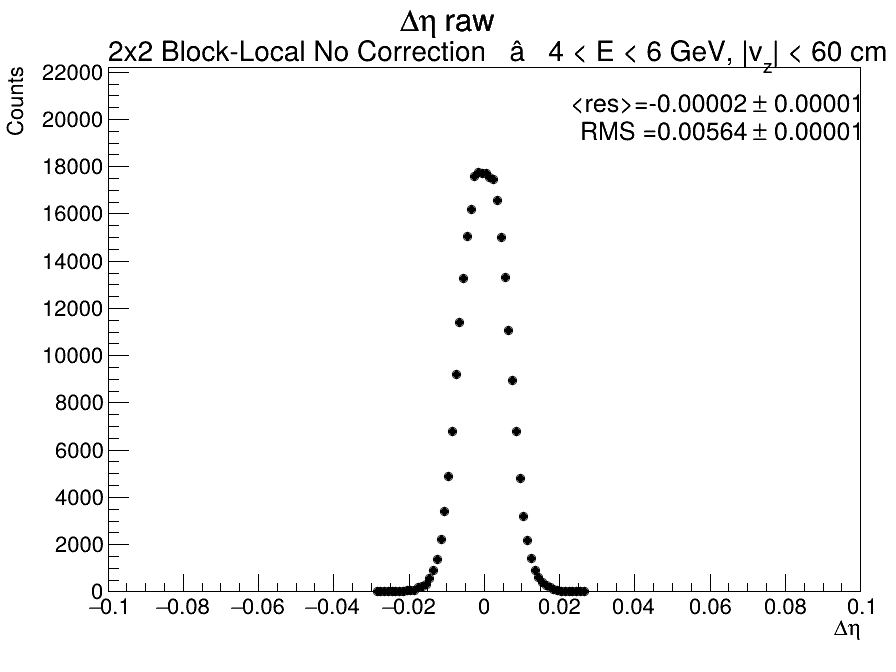 Δη raw
2x2 Block-Local No Correction â 4 < E < 6 GeV, |v_z| < 60 cm
Counts
<res>=-0.00002 ± 0.00001
RMS =0.00564 ± 0.00001
22000
20000
18000
16000
14000
12000
10000
8000
6000
4000
2000
0
−0.1 −0.08 −0.06 −0.04 −0.02 0 0.02 0.04 0.06 0.08 0.1
Δη